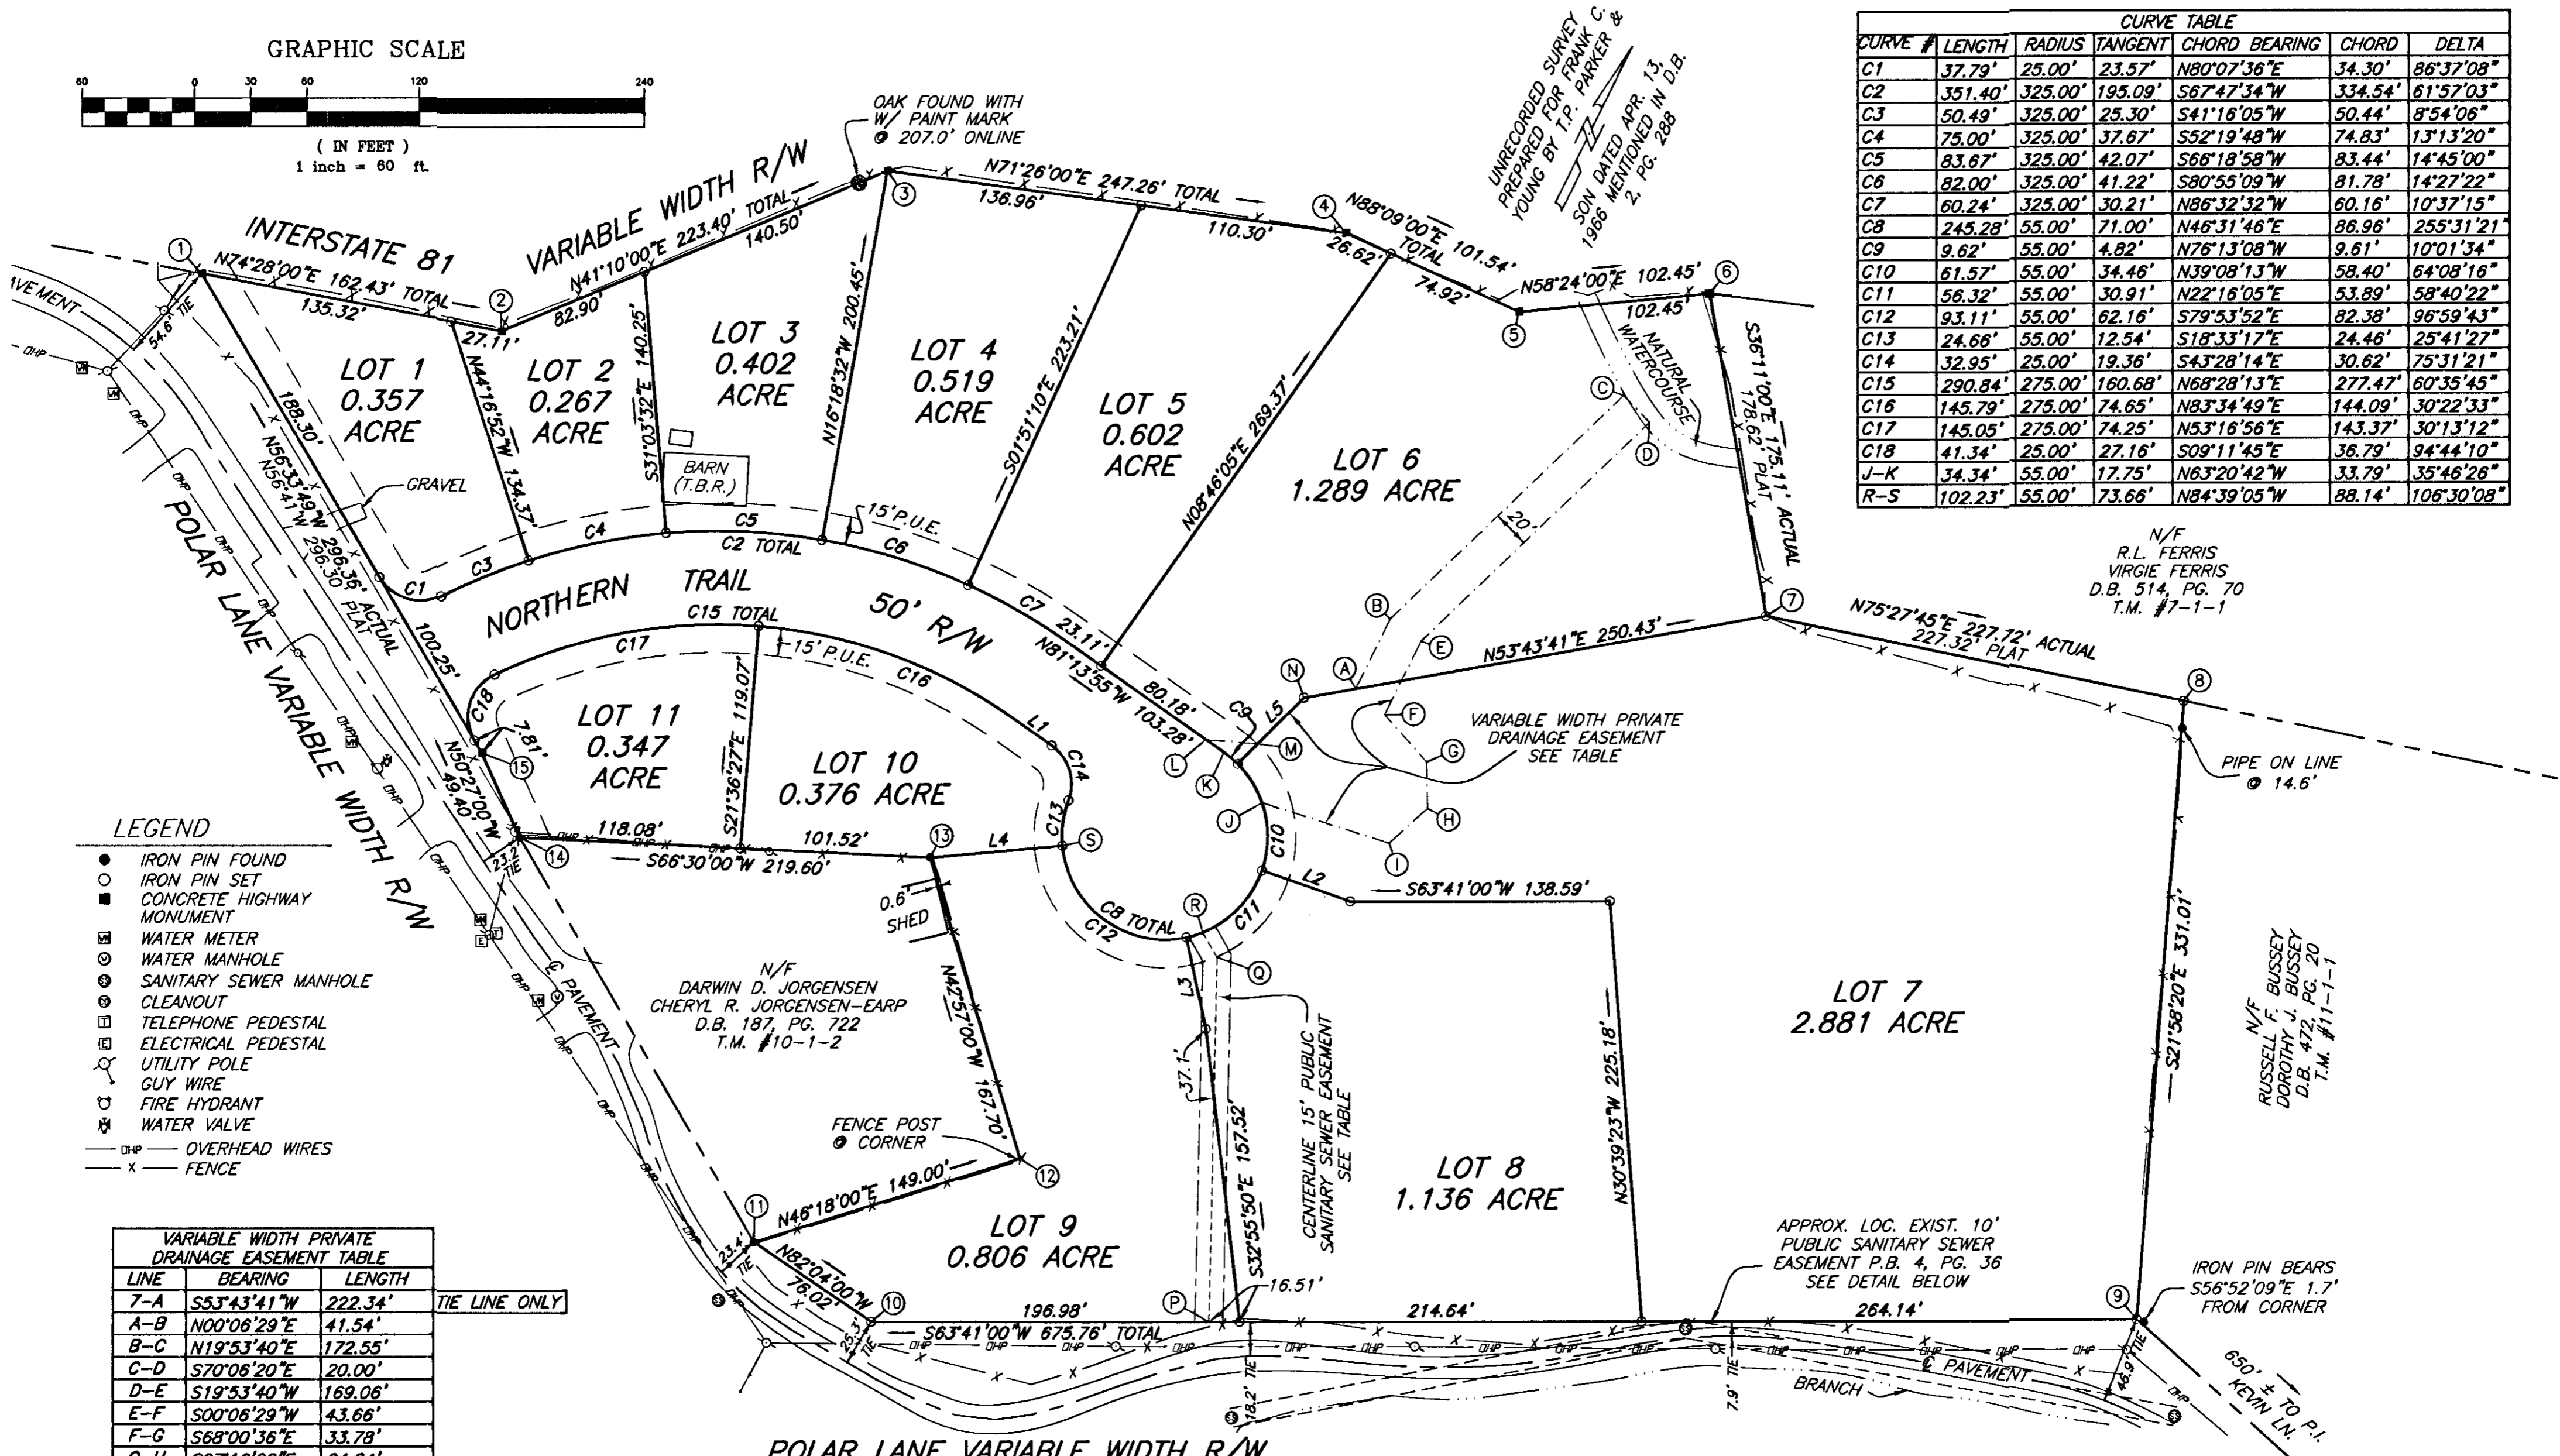 GRAPHIC SCALE
60 0 30 60 120 240
( IN FEET )
1 inch = 60 ft.
OAK FOUND WITH
W/ PAINT MARK
@ 207.0' ONLINE
UNRECORDED SURVEY
PREPARED FOR FRANK C.
YOUNG BY T.P. PARKER &
SON DATED APR. 13,
1966 MENTIONED IN D.B.
2, PG. 288
CURVE TABLE
CURVE # LENGTH RADIUS TANGENT CHORD BEARING CHORD DELTA
C1 37.79' 25.00' 23.57' N80°07'36"E 34.30' 86°37'08"
C2 351.40' 325.00' 195.09' S67°47'34"W 334.54' 61°57'03"
C3 50.49' 325.00' 25.30' S41°16'05"W 50.44' 8°54'06"
C4 75.00' 325.00' 37.67' S52°19'48"W 74.83' 13°13'20"
C5 83.67' 325.00' 42.07' S66°18'58"W 83.44' 14°45'00"
C6 82.00' 325.00' 41.22' S80°55'09"W 81.78' 14°27'22"
C7 60.24' 325.00' 30.21' N86°32'32"W 60.16' 10°37'15"
C8 245.28' 55.00' 71.00' N46°31'46"E 86.96' 255°31'21"
C9 9.62' 55.00' 4.82' N76°13'08"W 9.61' 10°01'34"
C10 61.57' 55.00' 34.46' N39°08'13"W 58.40' 64°08'16"
C11 56.32' 55.00' 30.91' N22°16'05"E 53.89' 58°40'22"
C12 93.11' 55.00' 62.16' S79°53'52"E 82.38' 96°59'43"
C13 24.66' 55.00' 12.54' S18°33'17"E 24.46' 25°41'27"
C14 32.95' 25.00' 19.36' S43°28'14"E 30.62' 75°31'21"
C15 290.84' 275.00' 160.68' N68°28'13"E 277.47' 60°35'45"
C16 145.79' 275.00' 74.65' N83°34'49"E 144.09' 30°22'33"
C17 145.05' 275.00' 74.25' N53°16'56"E 143.37' 30°13'12"
C18 41.34' 25.00' 27.16' S09°11'45"E 36.79' 94°44'10"
J-K 34.34' 55.00' 17.75' N63°20'42"W 33.79' 35°46'26"
R-S 102.23' 55.00' 73.66' N84°39'05"W 88.14' 106°30'08"
INTERSTATE 81 VARIABLE WIDTH R/W
1
N74°28'00"E 162.43' TOTAL
135.32'
27.11'
2
N41°10'00"E 223.40' TOTAL
82.90'
140.50'
3
N71°26'00"E 247.26' TOTAL
136.96'
110.30'
4
N88°09'00"E 101.54'
TOTAL
26.62'
74.92'
5
N58°24'00"E 102.45'
102.45'
6
S36°11'00"E 175.11' ACTUAL
178.62' PLAT
NATURAL
WATERCOURSE
54.6' TIE
LOT 1
0.357
ACRE
N44°16'52"W 134.37'
LOT 2
0.267
ACRE
S31°03'32"E 140.25'
LOT 3
0.402
ACRE
N16°18'32"W 200.45'
LOT 4
0.519
ACRE
S01°51'10"E 223.21'
LOT 5
0.602
ACRE
N08°46'05"E 269.37'
LOT 6
1.289 ACRE
BARN
(T.B.R.)
GRAVEL
188.30'
N56°33'49"W 296.36' ACTUAL
N56°41'W 296.30' PLAT
100.25'
C1
C3
C4
C5
C2 TOTAL
C6
15' P.U.E.
C7
23.11'
N81°13'55"W 103.28'
80.18'
C9
L5
NORTHERN TRAIL 50' R/W
POLAR LANE VARIABLE WIDTH R/W
C15 TOTAL
C17
C16
15' P.U.E.
C18
7.81'
L1
C14
C13
20'
A
B
C
D
E
F
G
H
I
J
K
L
M
N
N53°43'41"E 250.43'
7
N75°27'45"E 227.72' ACTUAL
227.32' PLAT
8
N/F
R.L. FERRIS
VIRGIE FERRIS
D.B. 514, PG. 70
T.M. #7-1-1
PIPE ON LINE
@ 14.6'
VARIABLE WIDTH PRIVATE
DRAINAGE EASEMENT
SEE TABLE
LOT 11
0.347
ACRE
S21°36'27"E 119.07'
LOT 10
0.376 ACRE
15
N50°27'00"W
49.40'
14
23.2' TIE
118.08'
101.52'
S66°30'00"W 219.60'
13
L4
S
C10
L2
S63°41'00"W 138.59'
C8 TOTAL
C12
C11
R
Q
L3
37.1'
0.6'
SHED
N42°57'00"W 167.70'
N/F
DARWIN D. JORGENSEN
CHERYL R. JORGENSEN-EARP
D.B. 187, PG. 722
T.M. #10-1-2
℄ PAVEMENT
LEGEND
IRON PIN FOUND
IRON PIN SET
CONCRETE HIGHWAY
MONUMENT
WATER METER
WATER MANHOLE
SANITARY SEWER MANHOLE
CLEANOUT
TELEPHONE PEDESTAL
ELECTRICAL PEDESTAL
UTILITY POLE
GUY WIRE
FIRE HYDRANT
WATER VALVE
OHP OVERHEAD WIRES
X FENCE
FENCE POST
@ CORNER
12
N46°18'00"E 149.00'
11
23.4' TIE
N82°04'00"W
76.02'
10
25.3' TIE
LOT 9
0.806 ACRE
CENTERLINE 15' PUBLIC
SANITARY SEWER EASEMENT
SEE TABLE
S32°55'50"E 157.52'
16.51'
P
LOT 8
1.136 ACRE
N30°39'23"W 225.18'
LOT 7
2.881 ACRE
S21°58'20"E 331.01'
N/F
RUSSELL F. BUSSEY
DOROTHY J. BUSSEY
D.B. 472, PG. 20
T.M. #11-1-1
APPROX. LOC. EXIST. 10'
PUBLIC SANITARY SEWER
EASEMENT P.B. 4, PG. 36
SEE DETAIL BELOW
IRON PIN BEARS
S56°52'09"E 1.7'
FROM CORNER
9
196.98'
214.64'
264.14'
S63°41'00"W 675.76' TOTAL
18.2' TIE
7.9' TIE
46.9' TIE
℄ PAVEMENT
BRANCH
650' ± TO P.I.
KEVIN LN.
VARIABLE WIDTH PRIVATE
DRAINAGE EASEMENT TABLE
LINE BEARING LENGTH
7-A S53°43'41"W 222.34' TIE LINE ONLY
A-B N00°06'29"E 41.54'
B-C N19°53'40"E 172.55'
C-D S70°06'20"E 20.00'
D-E S19°53'40"W 169.06'
E-F S00°06'29"W 43.66'
F-G S68°00'36"E 33.78'
POLAR LANE VARIABLE WIDTH R/W